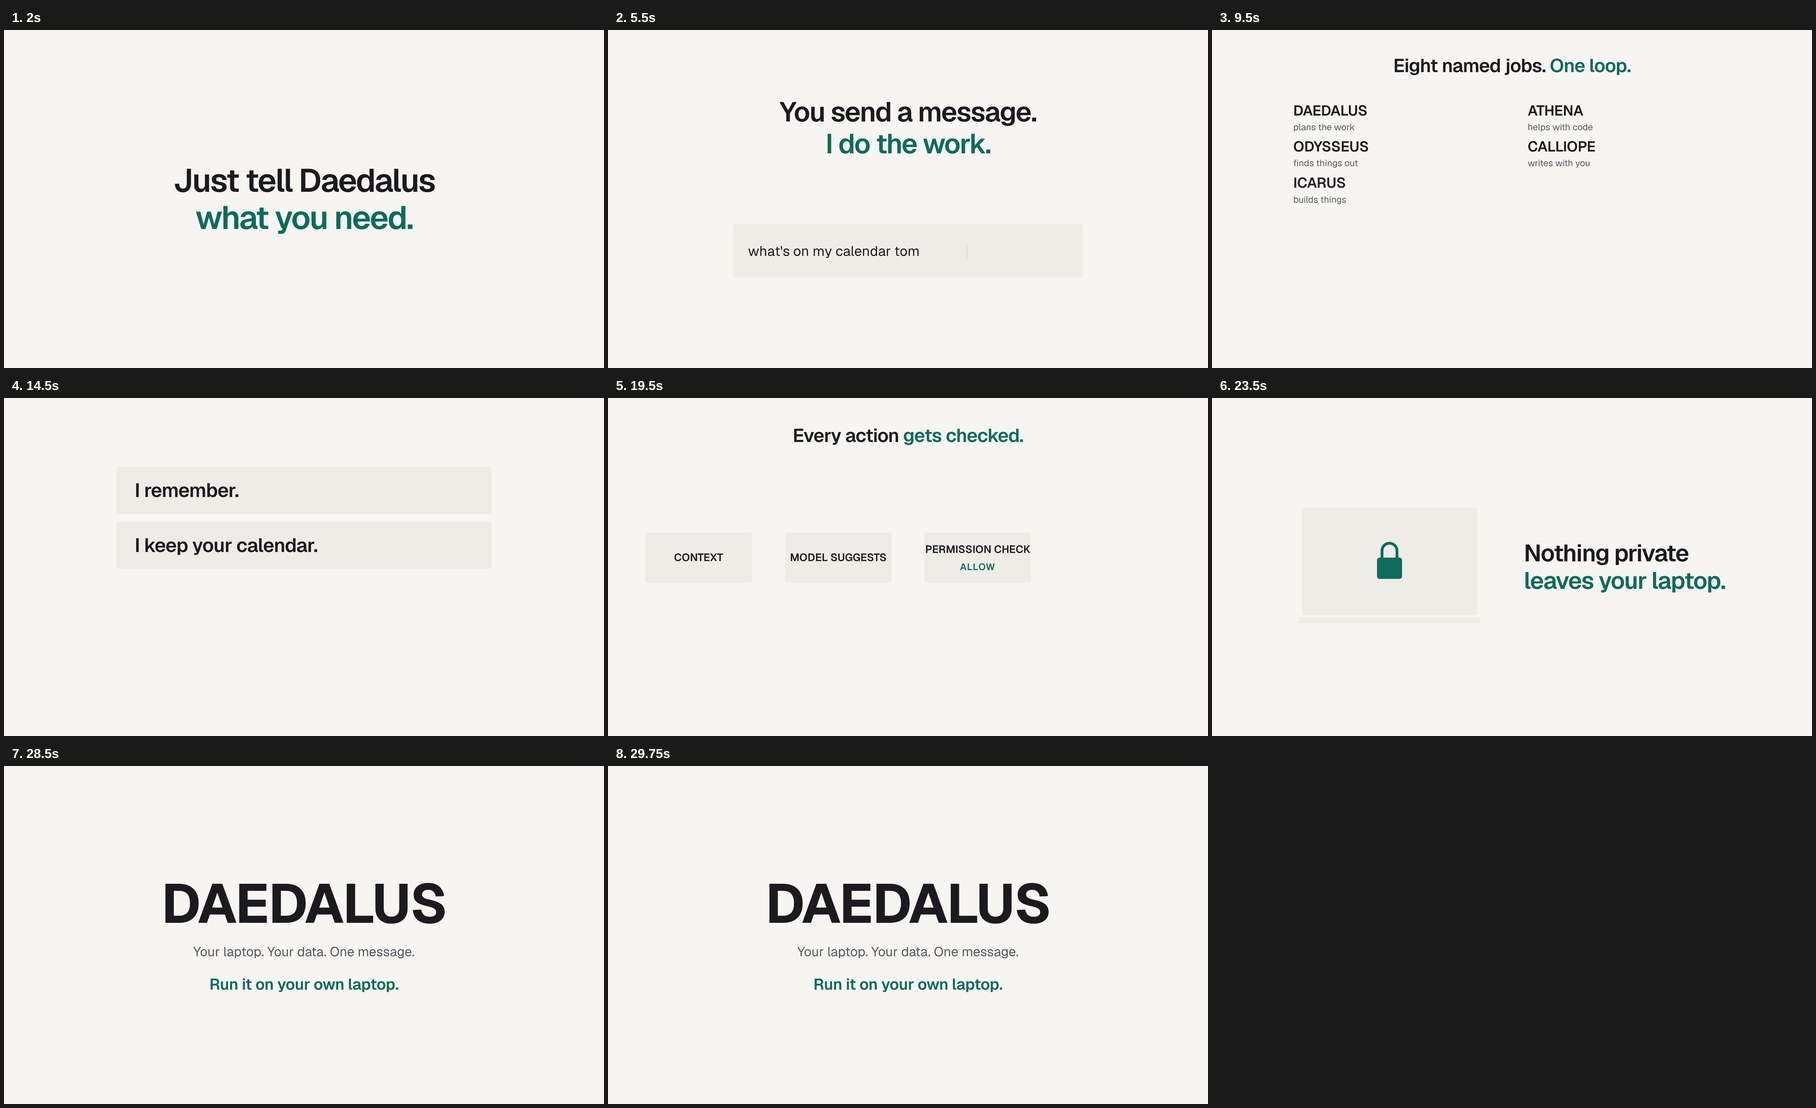 1. 2s
Just tell Daedalus
what you need.
2. 5.5s
You send a message.
I do the work.
what's on my calendar tom
3. 9.5s
Eight named jobs. One loop.
DAEDALUS
plans the work
ATHENA
helps with code
ODYSSEUS
finds things out
CALLIOPE
writes with you
ICARUS
builds things
4. 14.5s
I remember.
I keep your calendar.
5. 19.5s
Every action gets checked.
CONTEXT
MODEL SUGGESTS
PERMISSION CHECK
ALLOW
6. 23.5s
Nothing private
leaves your laptop.
7. 28.5s
DAEDALUS
Your laptop. Your data. One message.
Run it on your own laptop.
8. 29.75s
DAEDALUS
Your laptop. Your data. One message.
Run it on your own laptop.